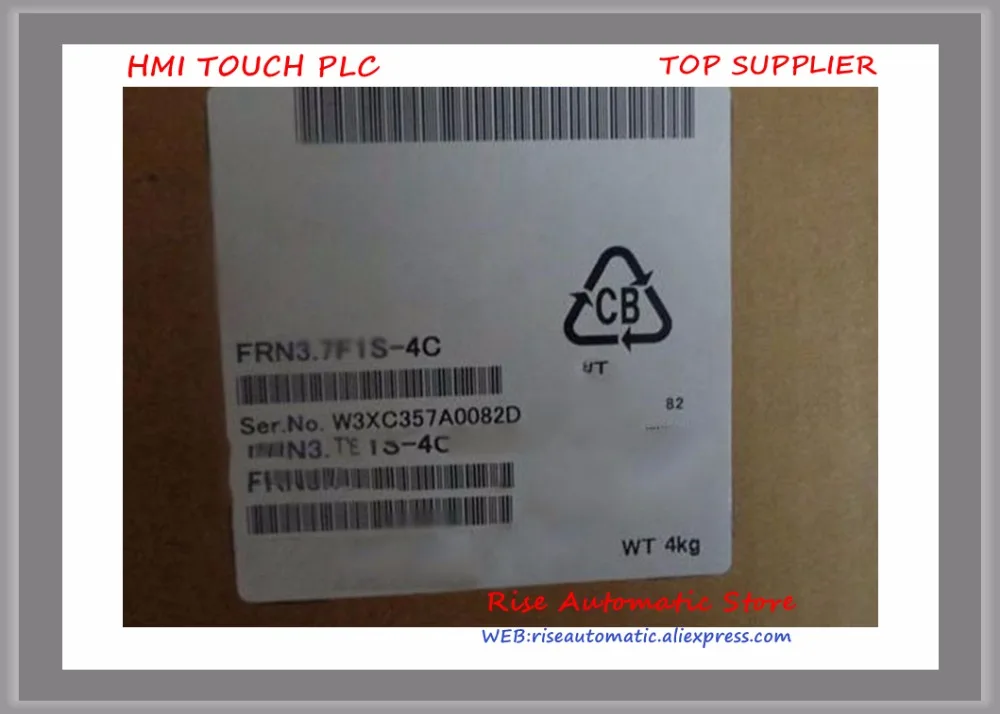 HMI TOUCH PLC
TOP SUPPLIER
CB
FRN3.7F1S-4C
Ser.No. W3XC357A0082D
82
WT 4kg
Rise Automatic Store
WEB:riseautomatic.aliexpress.com